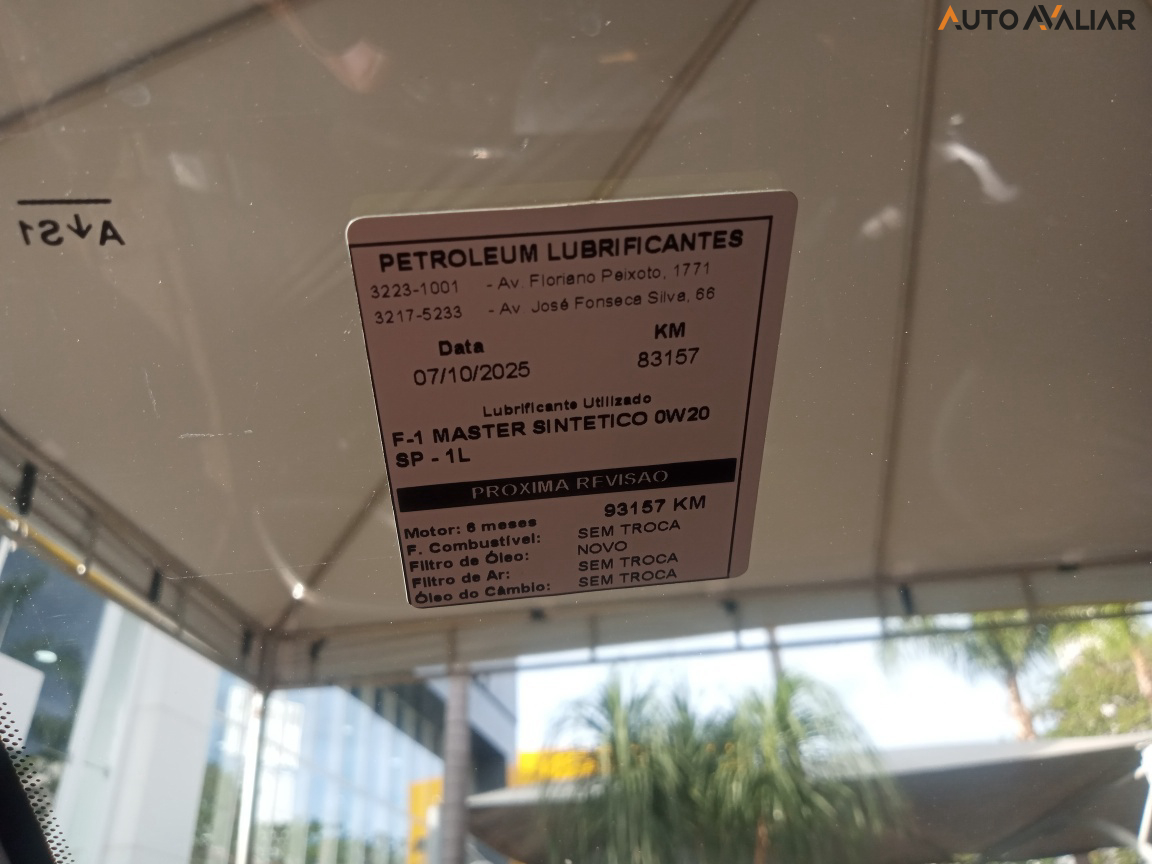 AUTO AVALIAR
AS1
PETROLEUM LUBRIFICANTES
3223-1001 - Av. Floriano Peixoto, 1771
3217-5233 - Av José Fonseca Silva, 66
Data KM
07/10/2025 83157
Lubrificante Utilizado
F-1 MASTER SINTETICO 0W20
SP - 1L
PROXIMA REVISAO
Motor: 6 meses 93157 KM
F. Combustível: SEM TROCA
Filtro de Óleo: NOVO
Filtro de Ar: SEM TROCA
Óleo do Câmbio: SEM TROCA